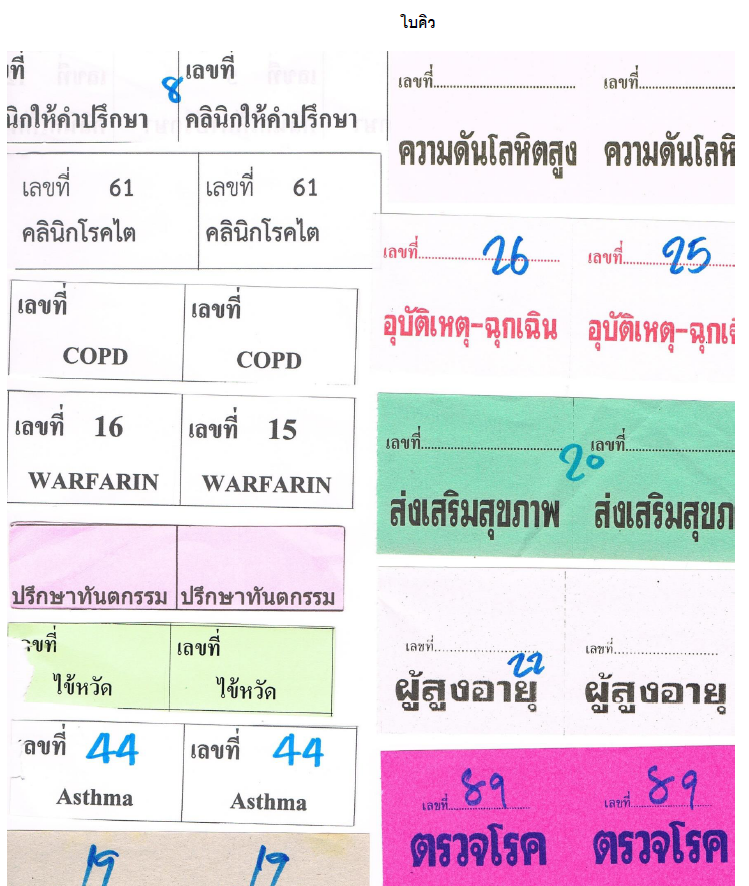 ใบคิว
ที่ 8 เลขที่
นิกให้คำปรึกษา คลินิกให้คำปรึกษา
เลขที่ 61 เลขที่ 61
คลินิกโรคไต คลินิกโรคไต
เลขที่ เลขที่
COPD COPD
เลขที่ 16 เลขที่ 15
WARFARIN WARFARIN
ปรึกษาทันตกรรม ปรึกษาทันตกรรม
ขที่ เลขที่
ไข้หวัด ไข้หวัด
ลขที่ 44 เลขที่ 44
Asthma Asthma
19 19
เลขที่ เลขที่
ความดันโลหิตสูง ความดันโลหิ
เลขที่ 26 เลขที่ 25
อุบัติเหตุ-ฉุกเฉิน อุบัติเหตุ-ฉุกเฉิ
เลขที่ 20 เลขที่
ส่งเสริมสุขภาพ ส่งเสริมสุขภ
เลขที่ 22 เลขที่
ผู้สูงอายุ ผู้สูงอายุ
เลขที่ 89 เลขที่ 89
ตรวจโรค ตรวจโรค